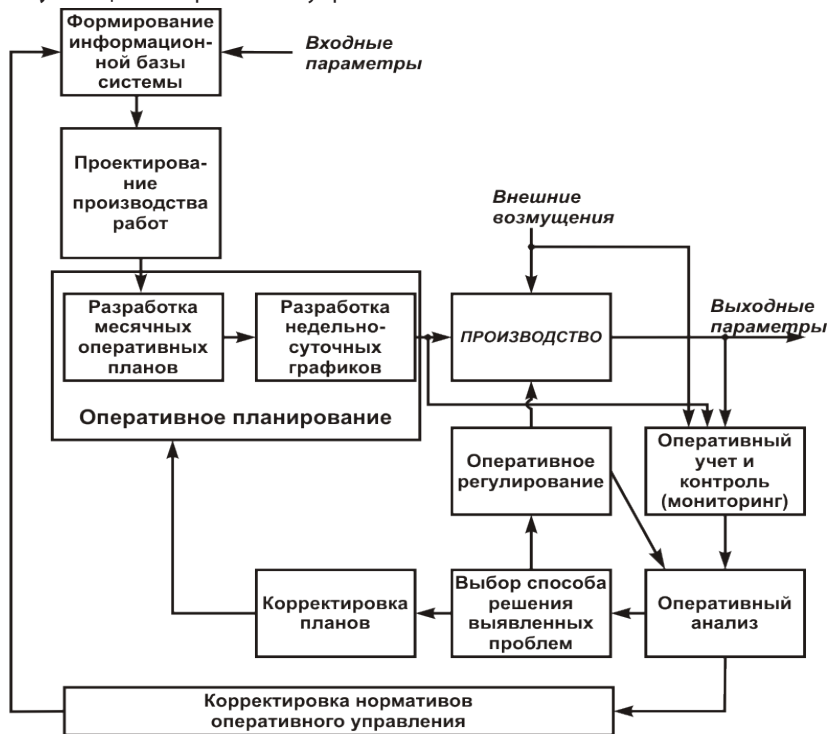 Формирование
информацион-
ной базы
системы
Входные
параметры
Проектирова-
ние
производства
работ
Внешние
возмущения
Разработка
месячных
оперативных
планов
Разработка
недельно-
суточных
графиков
ПРОИЗВОДСТВО
Выходные
параметры
Оперативное планирование
Оперативное
регулирование
Оперативный
учет и
контроль
(мониторинг)
Корректировка
планов
Выбор способа
решения
выявленных
проблем
Оперативный
анализ
Корректировка нормативов
оперативного управления